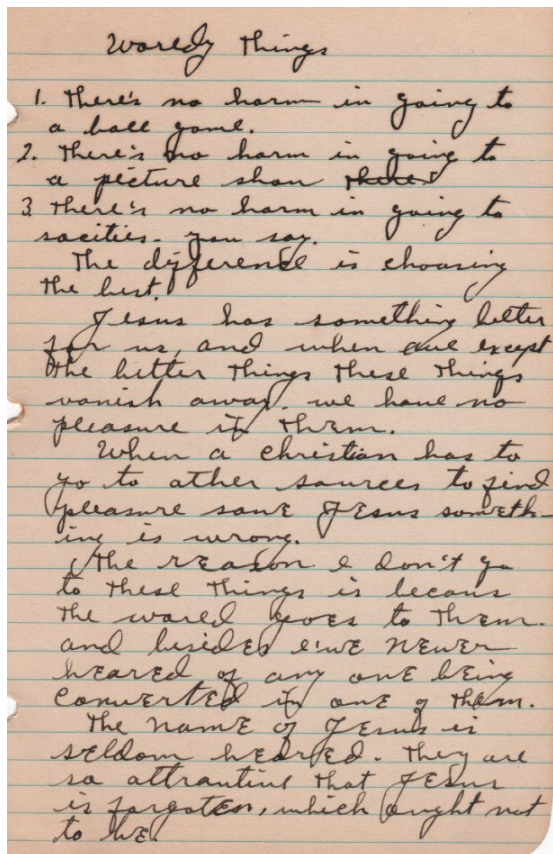 Woredy Things
1. There's no harm in going to
a ball game.
2. There's no harm in going to
a picture show
3. There's no harm in going to
socities - you say.
The difference is choosing
the best.
Jesus has something better
for us, and when we except
the better things these things
vanish away. we have no
pleasure in them.
When a christian has to
go to other sources to find
pleasure save Jesus someth-
ing is wrong.
The reason I don't go
to these things is becaus
the wored goes to them.
and besides I've never
heared of any one being
converted in one of them.
The name of Jesus is
seldom heared. They are
so attrantive that Jesus
is forgoten, which ought not
to be.